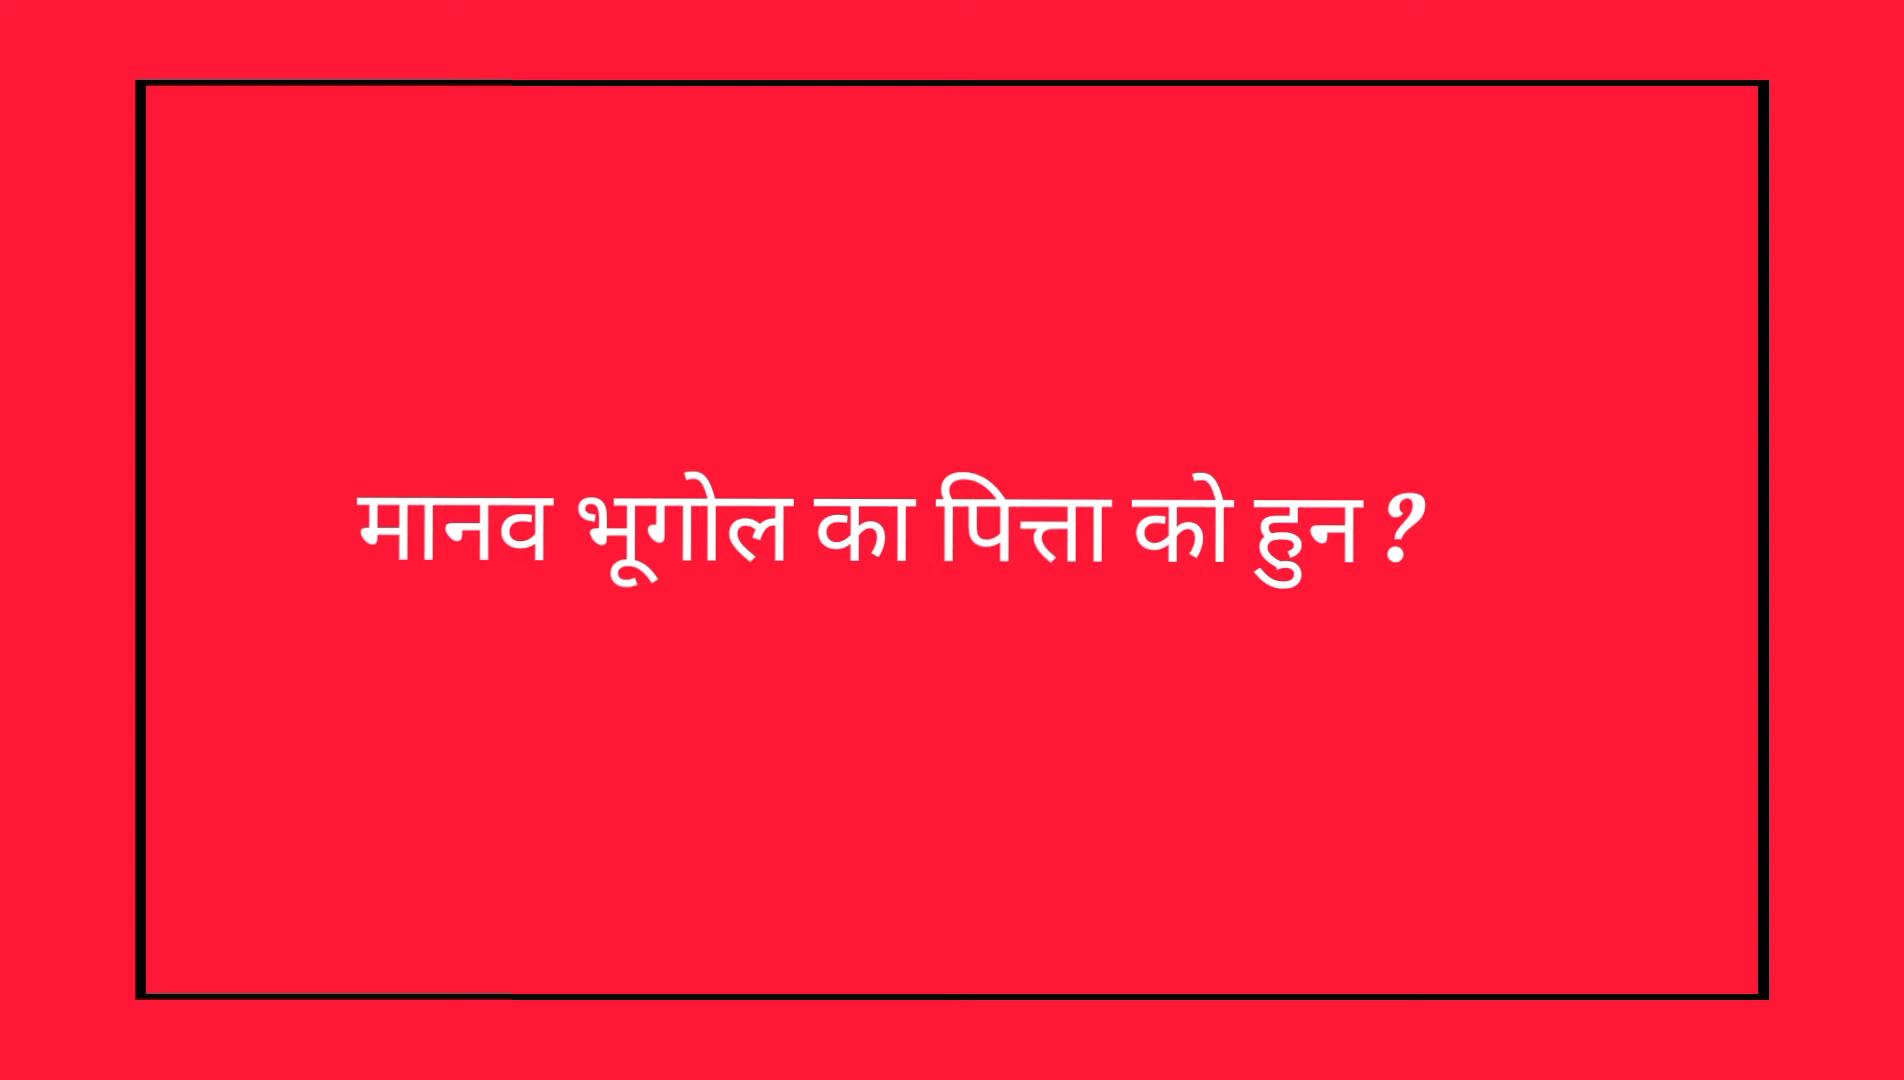 मानव भूगोल का पित्ता को हुन ?